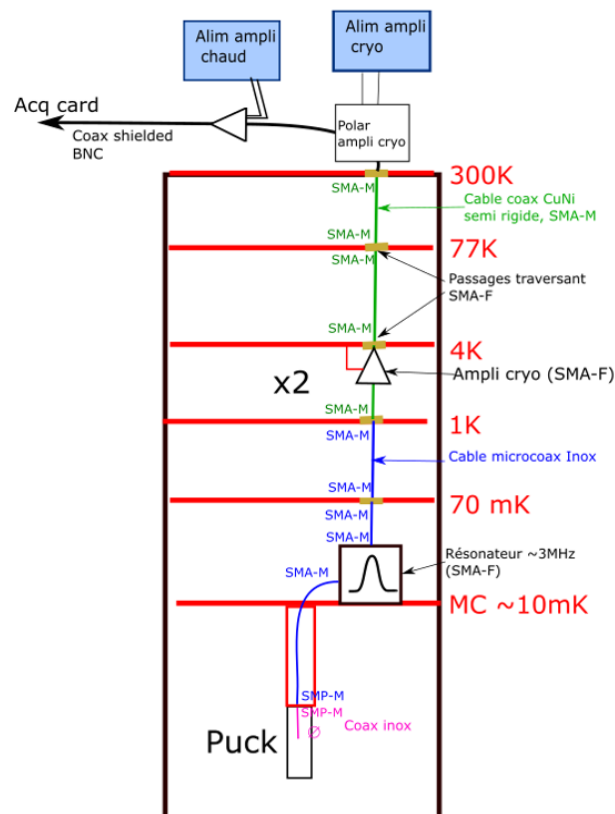 Alim ampli
chaud
Alim ampli
cryo
Acq card
Coax shielded
BNC
Polar
ampli cryo
300K
SMA-M
Cable coax CuNi
semi rigide, SMA-M
SMA-M
77K
SMA-M
Passages traversant
SMA-F
SMA-M
4K
x2
Ampli cryo (SMA-F)
SMA-M
1K
SMA-M
Cable microcoax Inox
SMA-M
70 mK
SMA-M
SMA-M
Résonateur ~3MHz
(SMA-F)
SMA-M
MC ~10mK
SMP-M
SMP-M
Coax inox
∅
Puck